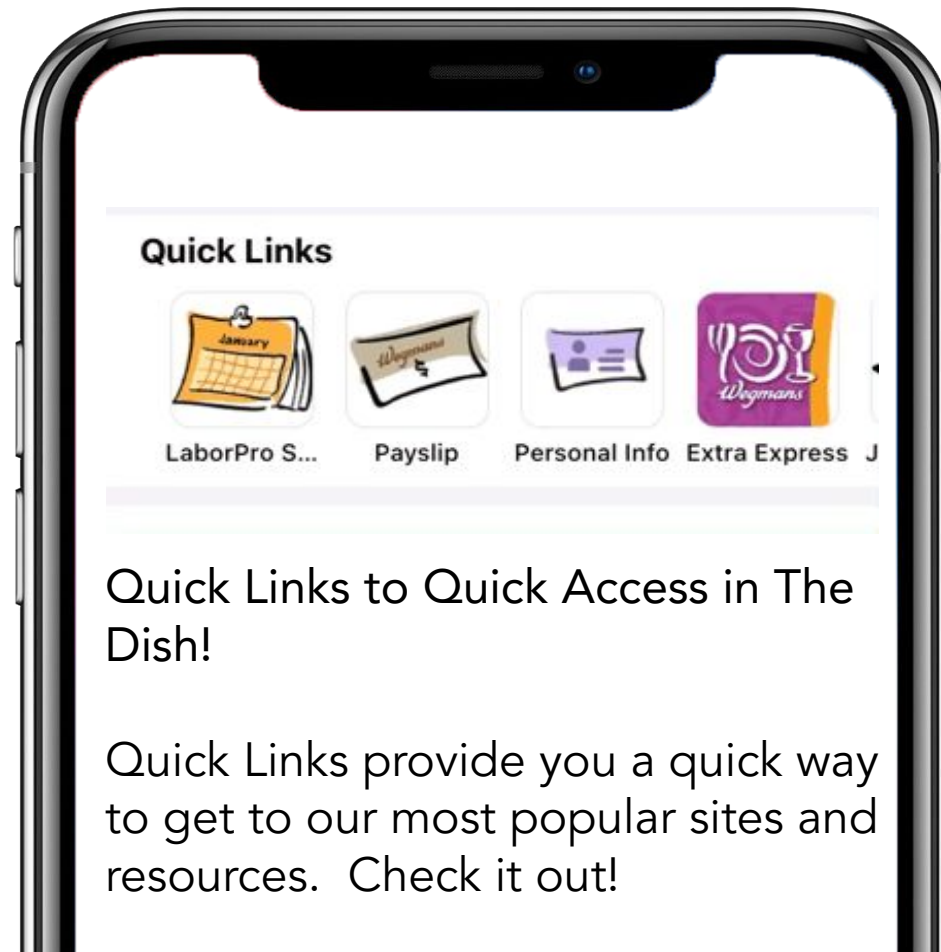 Quick Links
January
Wegmans
Wegmans
LaborPro S...
Payslip
Personal Info
Extra Express
J
Quick Links to Quick Access in The
Dish!
Quick Links provide you a quick way
to get to our most popular sites and
resources. Check it out!